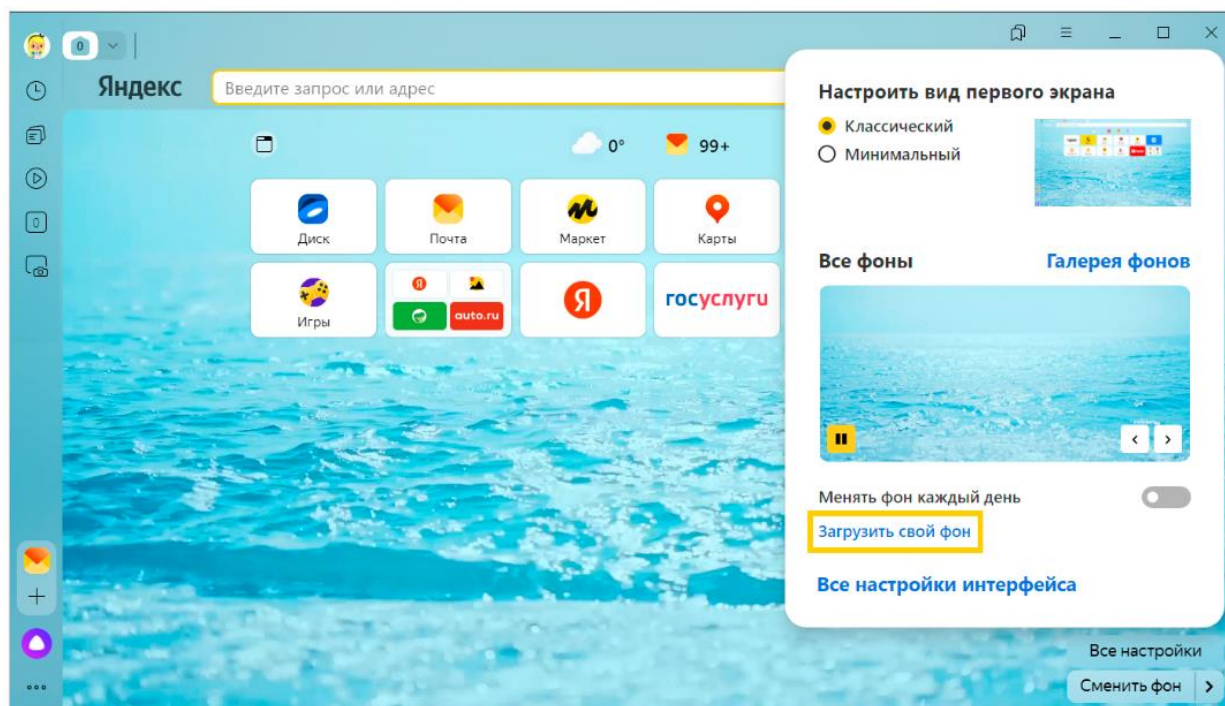 0
Яндекс
Введите запрос или адрес
0°
99+
Диск
Почта
Маркет
Карты
Игры
Я
auto.ru
Я
госуслуги
0
Настроить вид первого экрана
Классический
Минимальный
Все фоны
Галерея фонов
Менять фон каждый день
Загрузить свой фон
Все настройки интерфейса
Все настройки
Сменить фон